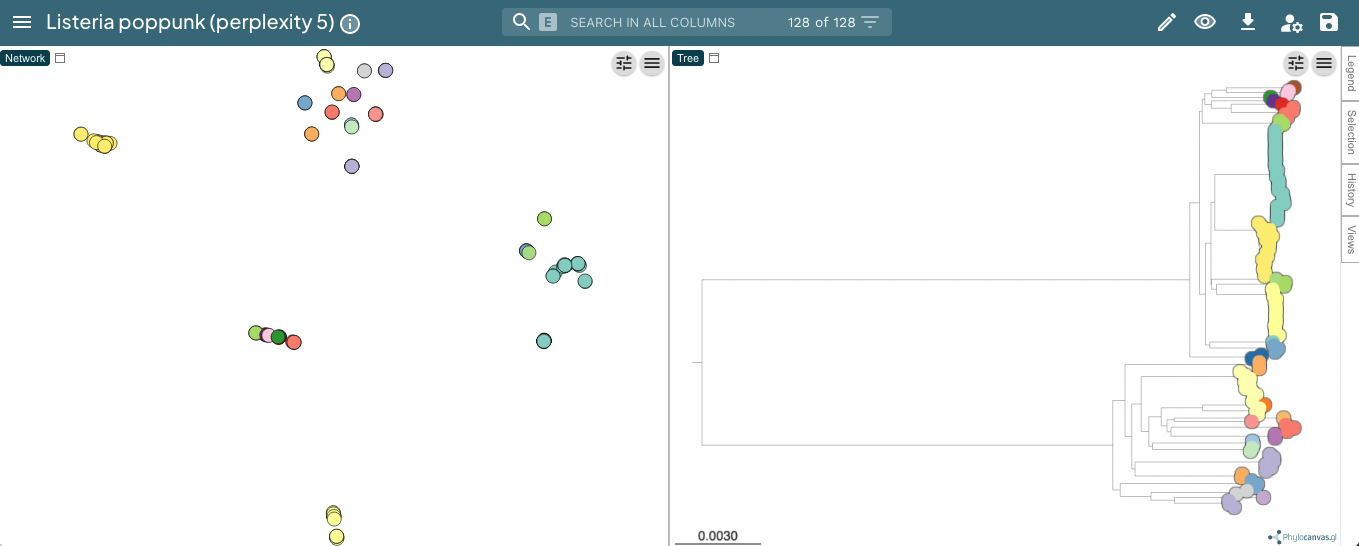 Listeria poppunk (perplexity 5)
E SEARCH IN ALL COLUMNS 128 of 128
Network
Tree
Legend
Selection
History
Views
0.0030
Phylocanvas.gl